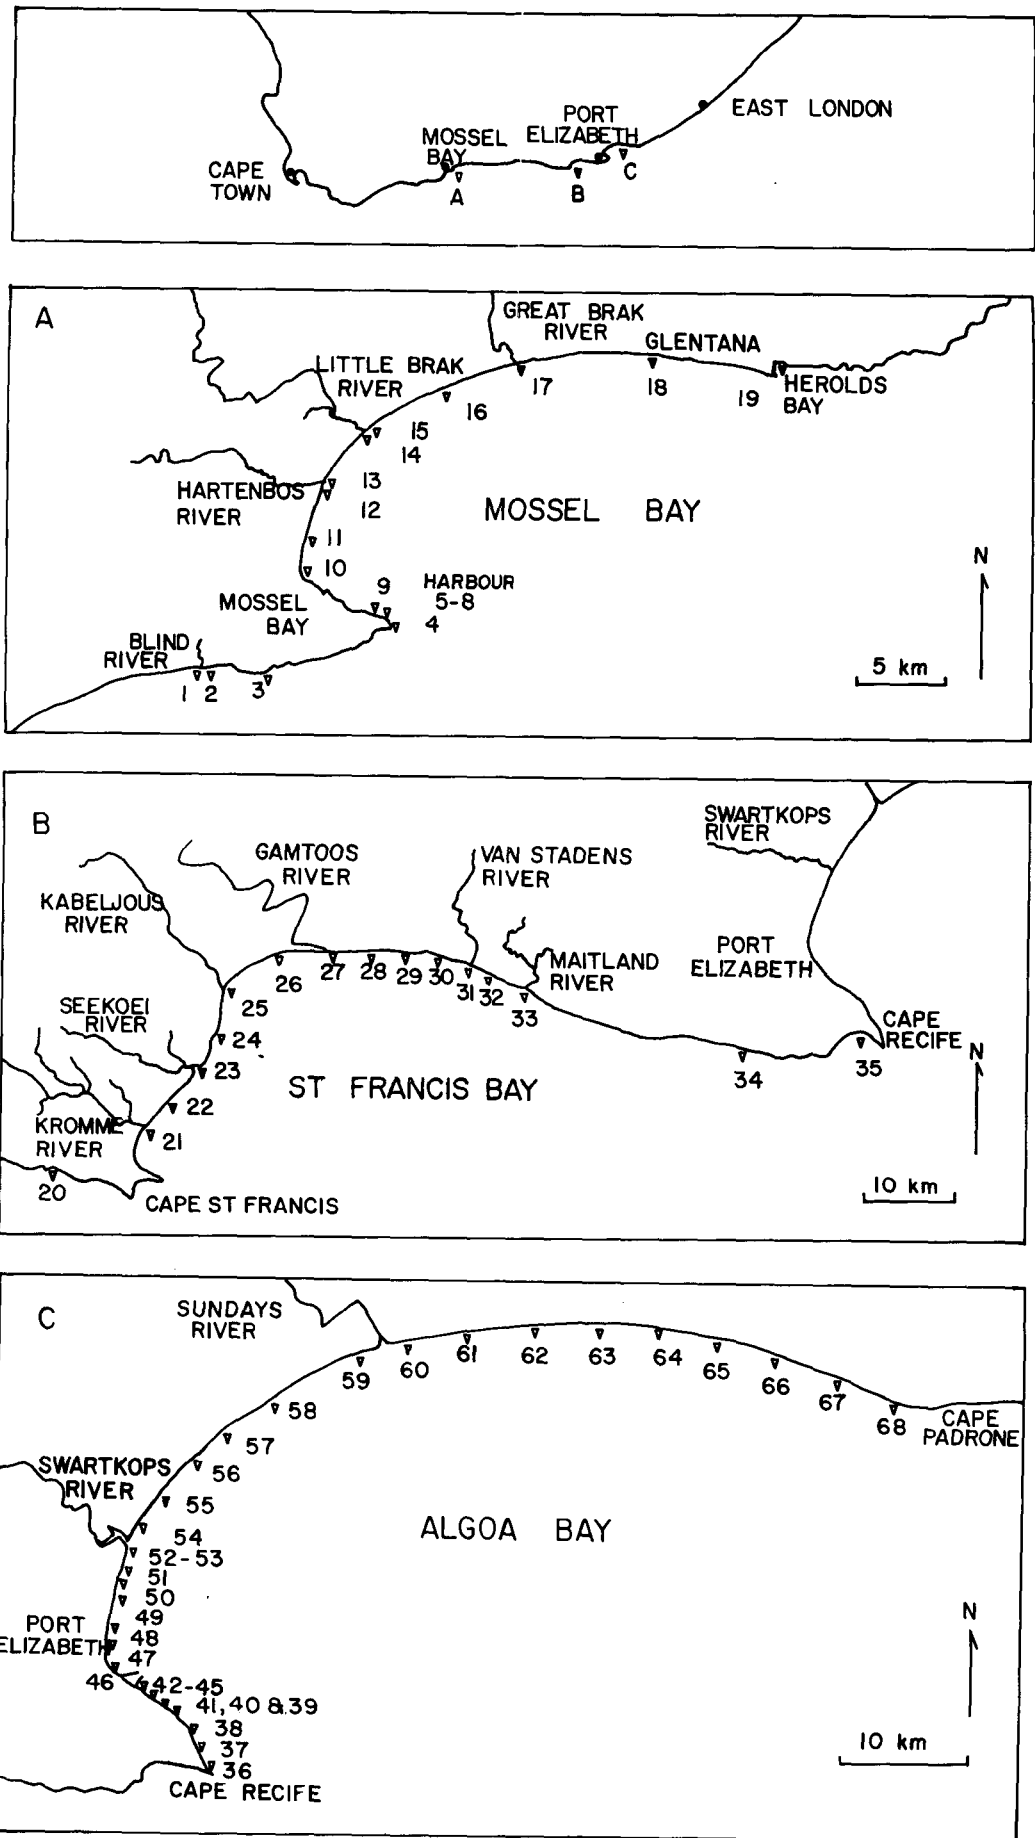 EAST LONDON
PORT
ELIZABETH
MOSSEL
BAY
CAPE
TOWN
A
B
C
A
GREAT BRAK
RIVER
GLENTANA
LITTLE BRAK
RIVER
HEROLDS
BAY
19
18
17
16
15
14
13
HARTENBOS
RIVER
12
MOSSEL BAY
11
10
N
9
HARBOUR
5-8
MOSSEL
BAY
4
BLIND
RIVER
5 km
1
2
3
B
SWARTKOPS
RIVER
GAMTOOS
RIVER
VAN STADENS
RIVER
KABELJOUS
RIVER
PORT
ELIZABETH
MAITLAND
RIVER
26
27
28
29
30
31
32
33
25
SEEKOEI
RIVER
24
CAPE
RECIFE
N
34
35
23
ST FRANCIS BAY
22
KROMME
RIVER
21
20
10 km
CAPE ST FRANCIS
C
SUNDAYS
RIVER
59
60
61
62
63
64
65
66
67
68
CAPE
PADRONE
58
57
56
SWARTKOPS
RIVER
55
ALGOA BAY
54
52-53
51
50
49
48
47
PORT
ELIZABETH
N
46
42-45
41, 40 & 39
38
37
36
10 km
CAPE RECIFE